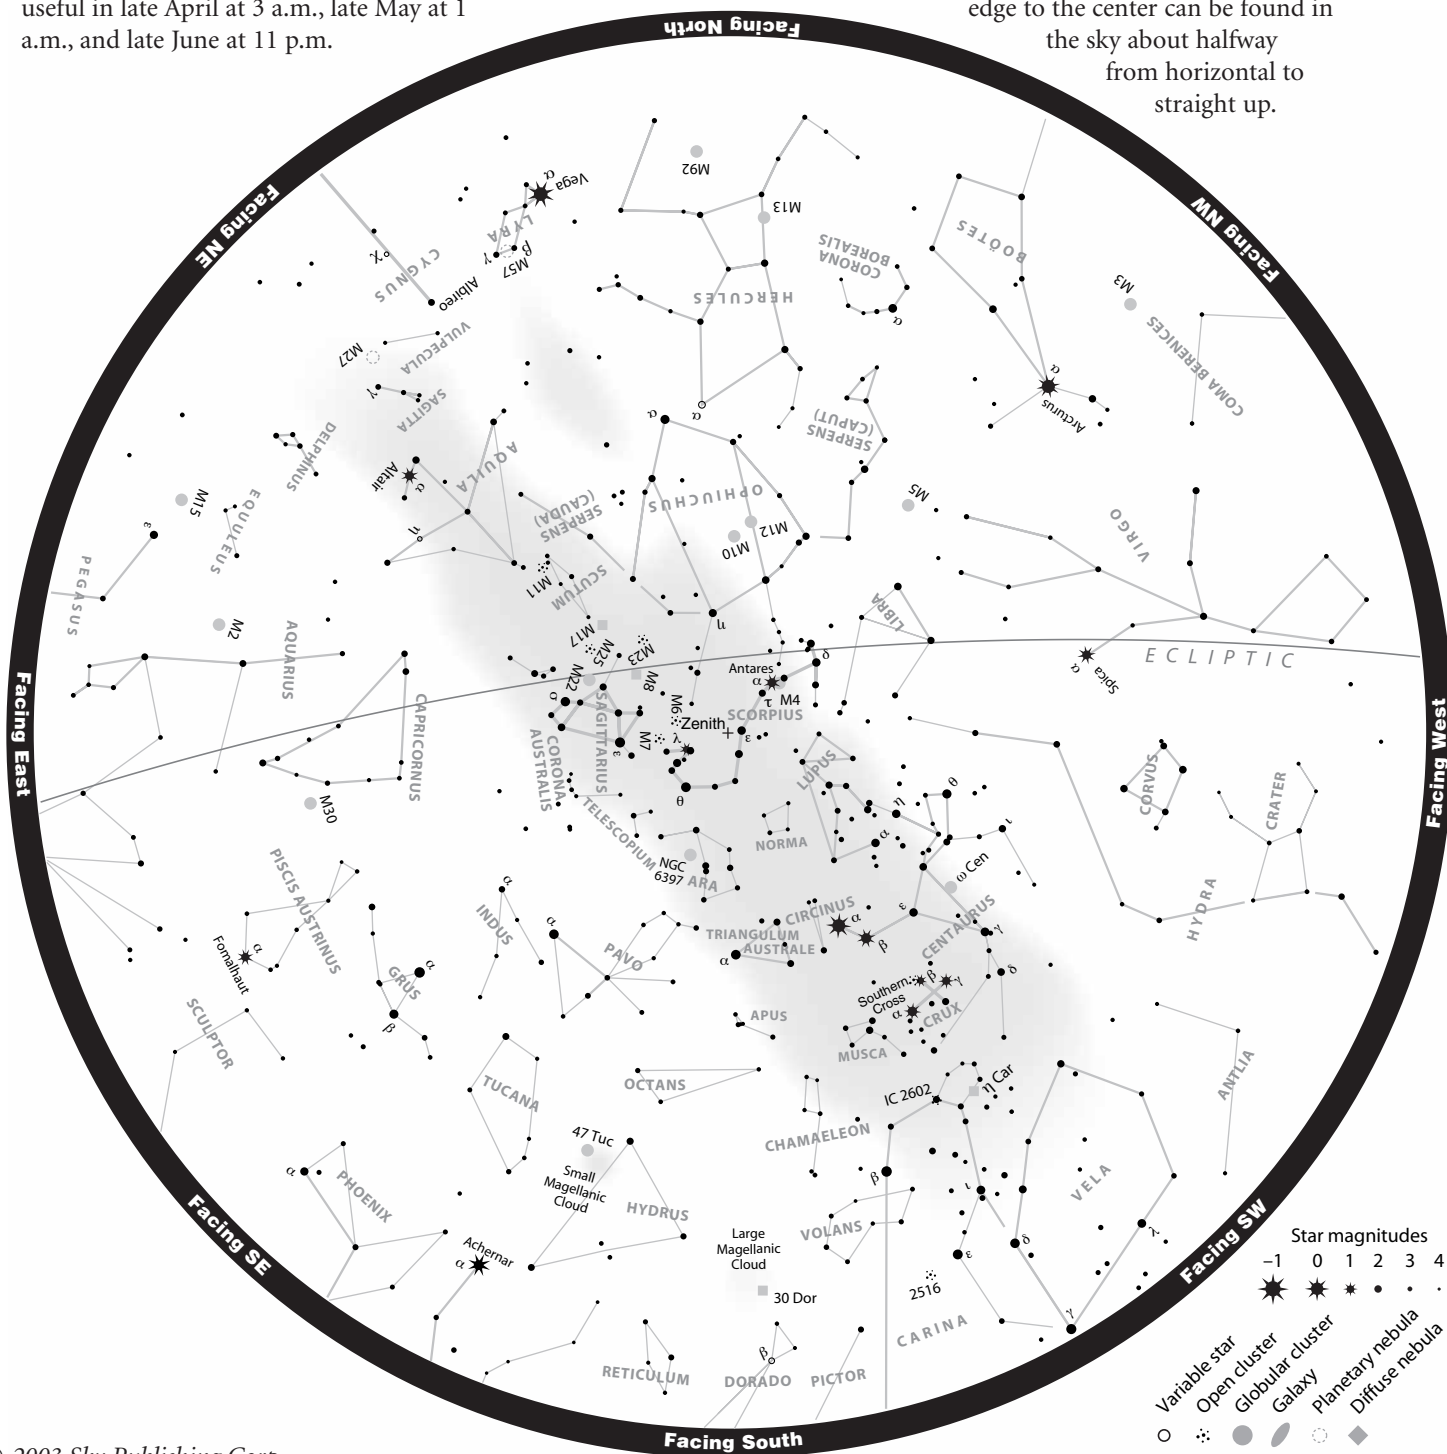 useful in late April at 3 a.m., late May at 1
a.m., and late June at 11 p.m.
edge to the center can be found in
the sky about halfway
from horizontal to
straight up.
Facing North
Facing NE
Facing NW
Facing East
Facing West
Facing SE
Facing SW
Facing South
M92
α
Vega
LYRA
γ
β
M57
M13
CORONA
BOREALIS
α
BOÖTES
χ
CYGNUS
Albireo
HERCULES
M3
COMA BERENICES
M27
VULPECULA
γ
SAGITTA
α
Arcturus
α
α
SERPENS
(CAPUT)
DELPHINUS
Altair
α
AQUILA
η
M15
ε
EQUULEUS
PEGASUS
SERPENS
(CAUDA)
OPHIUCHUS
M12
M10
M5
VIRGO
M11
SCUTUM
μ
LIBRA
M2
AQUARIUS
M17
M25
M23
M22
M8
ECLIPTIC
α
Spica
Antares
α
τ
M4
δ
SCORPIUS
CAPRICORNUS
σ
SAGITTARIUS
ε
M6
M7
λ
Zenith
ε
θ
CORONA
AUSTRALIS
M30
TELESCOPIUM
LUPUS
NORMA
η
θ
ι
α
ω Cen
CORVUS
CRATER
HYDRA
NGC
6397
ARA
PISCIS AUSTRINUS
α
Fomalhaut
α
INDUS
α
PAVO
TRIANGULUM
AUSTRALE
α
CIRCINUS
α
β
ε
CENTAURUS
γ
δ
GRUS
α
β
SCULPTOR
APUS
Southern
Cross
β
γ
α
CRUX
MUSCA
TUCANA
OCTANS
IC 2602
η Car
ANTLIA
47 Tuc
CHAMAELEON
Small
Magellanic
Cloud
HYDRUS
α
PHOENIX
β
VOLANS
ι
VELA
Achernar
α
Large
Magellanic
Cloud
30 Dor
ε
δ
λ
2516
CARINA
γ
RETICULUM
β
DORADO
PICTOR
Star magnitudes
–1 0 1 2 3 4
Variable star
Open cluster
Globular cluster
Galaxy
Planetary nebula
Diffuse nebula
2003 Sky Publishing Corp